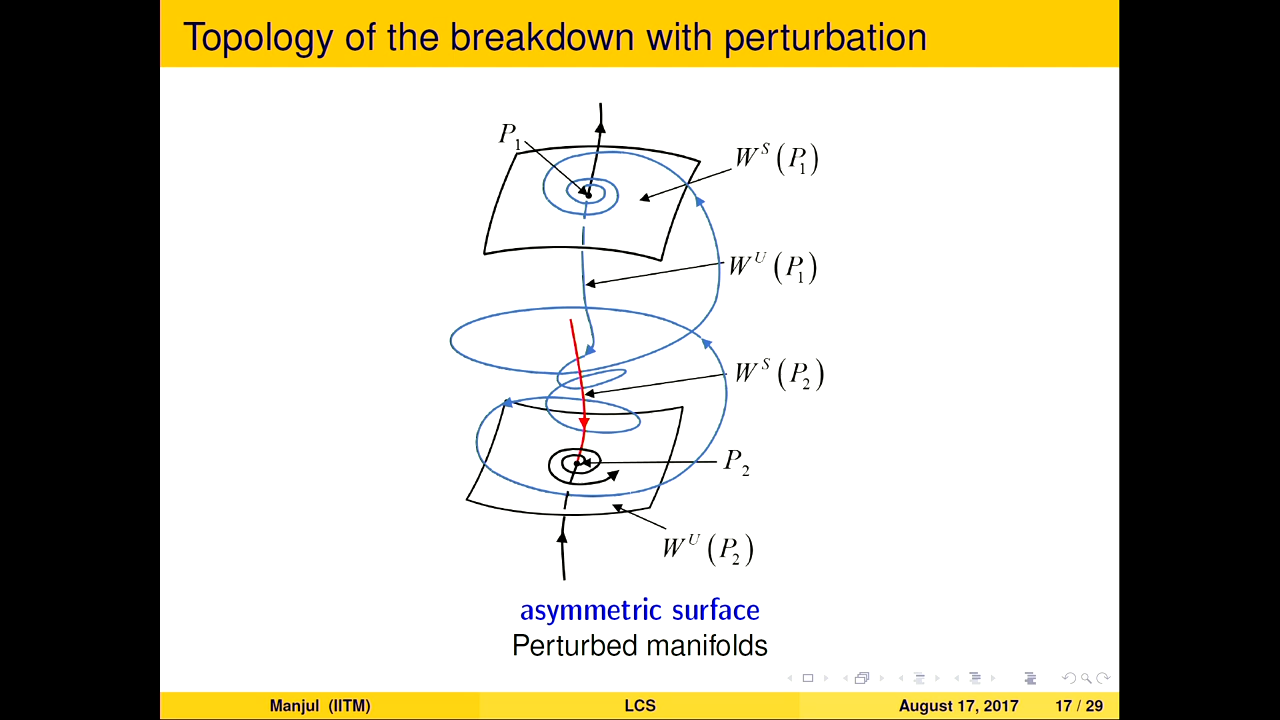 Topology of the breakdown with perturbation
P₁
Wˢ(P₁)
Wᵁ(P₁)
Wˢ(P₂)
P₂
Wᵁ(P₂)
asymmetric surface
Perturbed manifolds
Manjul (IITM) LCS August 17, 2017 17 / 29